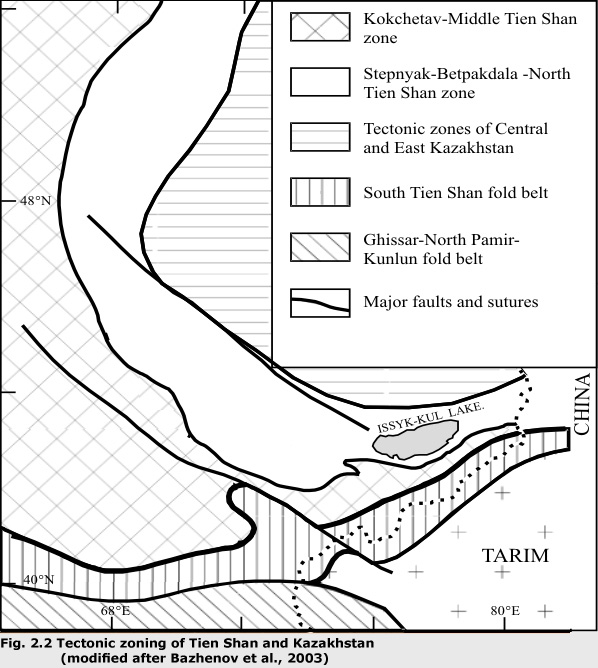 Kokchetav-Middle Tien Shan
zone
Stepnyak-Betpakdala -North
Tien Shan zone
Tectonic zones of Central
and East Kazakhstan
South Tien Shan fold belt
Ghissar-North Pamir-
Kunlun fold belt
Major faults and sutures
48°N
CHINA
ISSYK-KUL LAKE.
TARIM
40°N
68°E
80°E
Fig. 2.2 Tectonic zoning of Tien Shan and Kazakhstan
(modified after Bazhenov et al., 2003)